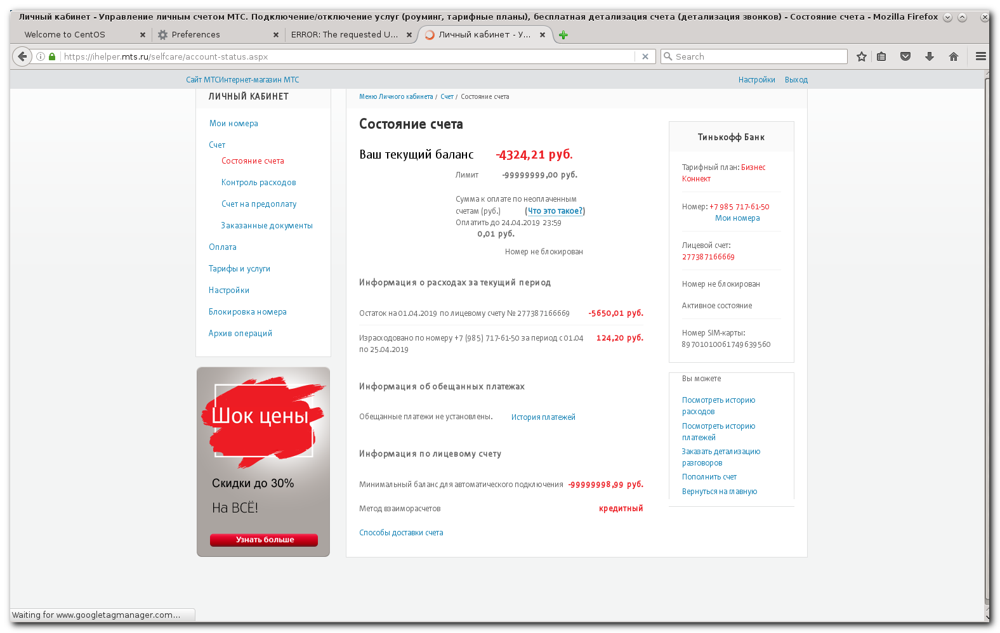 Личный кабинет - Управление личным счетом МТС. Подключение/отключение услуг (роуминг, тарифные планы), бесплатная детализация счета (детализация звонков) - Состояние счета - Mozilla Firefox
Welcome to CentOS
Preferences
ERROR: The requested U...
Личный кабинет - У...
https://ihelper.mts.ru/selfcare/account-status.aspx
Search
Сайт МТСИнтернет-магазин МТС
Настройки
Выход
ЛИЧНЫЙ КАБИНЕТ
Мои номера
Счет
Состояние счета
Контроль расходов
Счет на предоплату
Заказанные документы
Оплата
Тарифы и услуги
Настройки
Блокировка номера
Архив операций
Шок цены
Скидки до 30%
На ВСЁ!
Узнать больше
Меню Личного кабинета / Счет / Состояние счета
Состояние счета
Ваш текущий баланс -4324,21 руб.
Лимит -99999999,00 руб.
Сумма к оплате по неоплаченным
счетам (руб.) (Что это такое?)
Оплатить до 24.04.2019 23:59
0,01 руб.
Номер не блокирован
Информация о расходах за текущий период
Остаток на 01.04.2019 по лицевому счету № 277387166669 -5650,01 руб.
Израсходовано по номеру +7 (985) 717-61-50 за период с 01.04 124,20 руб.
по 25.04.2019
Информация об обещанных платежах
Обещанные платежи не установлены. История платежей
Информация по лицевому счету
Минимальный баланс для автоматического подключения -99999998,99 руб.
Метод взаиморасчетов кредитный
Способы доставки счета
Тинькофф Банк
Тарифный план: Бизнес
Коннект
Номер: +7 985 717-61-50
Мои номера
Лицевой счет:
277387166669
Номер не блокирован
Активное состояние
Номер SIM-карты:
8970101006174963956​0
Вы можете
Посмотреть историю
расходов
Посмотреть историю
платежей
Заказать детализацию
разговоров
Пополнить счет
Вернуться на главную
Waiting for www.googletagmanager.com...